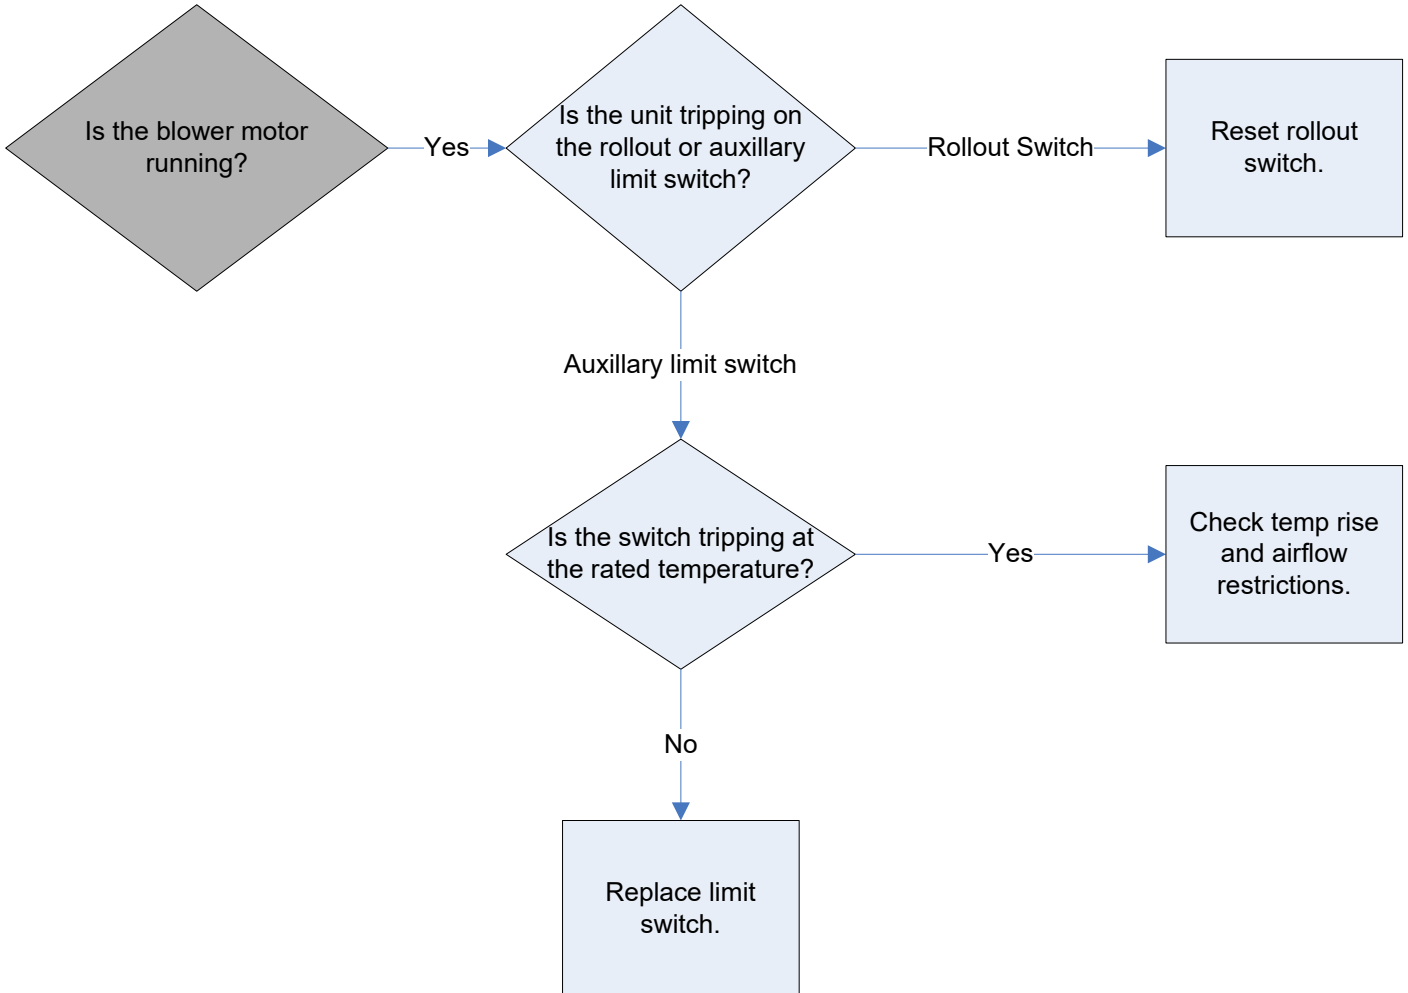 Is the blower motor
running?
Yes
Is the unit tripping on
the rollout or auxillary
limit switch?
Rollout Switch
Reset rollout
switch.
Auxillary limit switch
Is the switch tripping at
the rated temperature?
Yes
Check temp rise
and airflow
restrictions.
No
Replace limit
switch.